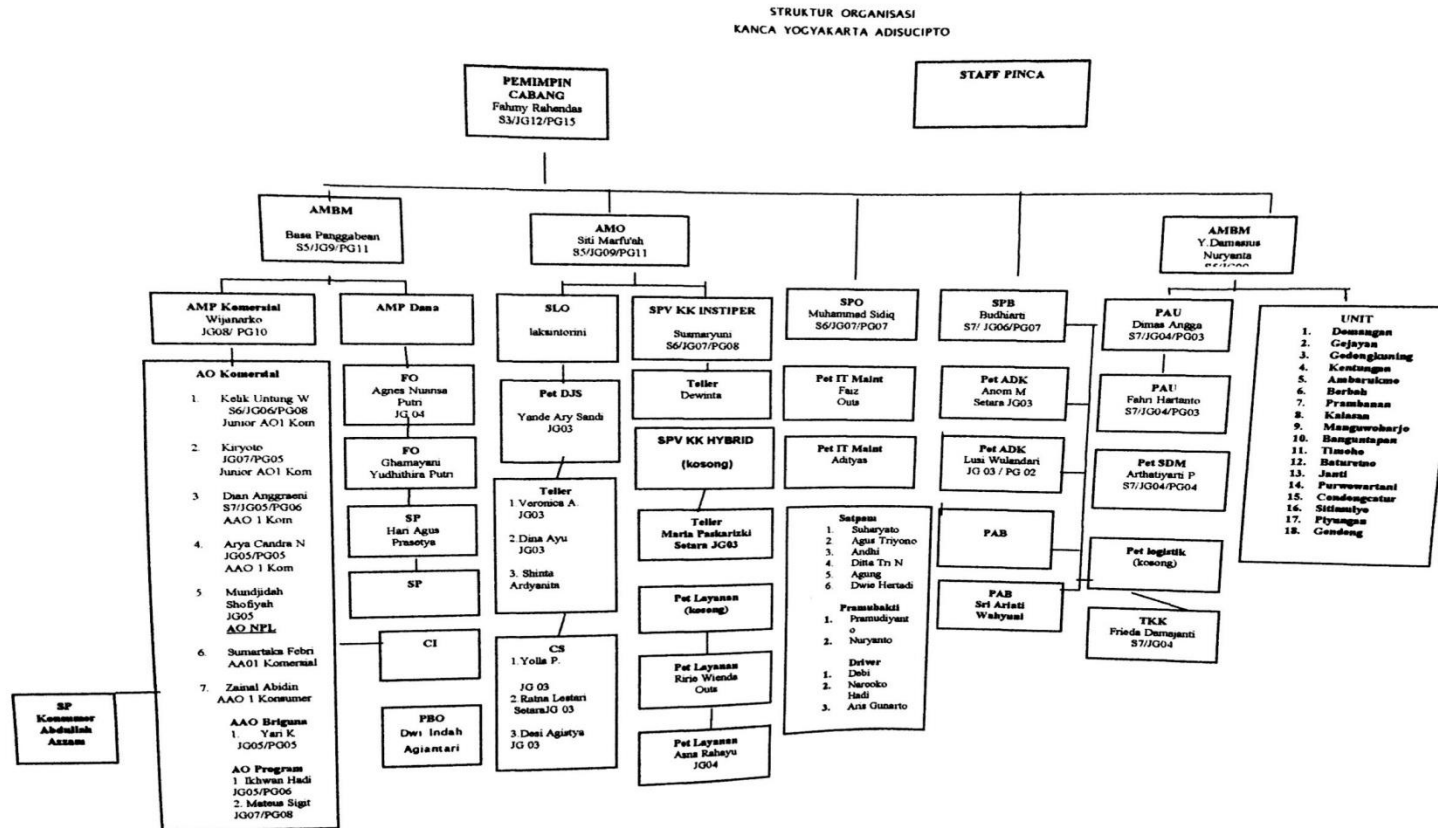 STRUKTUR ORGANISASI
KANCA YOGYAKARTA ADISUCIPTO
PEMIMPIN
CABANG
Fahmy Rahendas
S3/JG12/PG15
STAFF PINCA
AMBM
Basa Panggabean
S5/JG9/PG11
AMO
Siti Marfu'ah
S5/JG09/PG11
AMBM
Y.Damasius
Nuryanta
S5/JG09
AMP Komersial
Wijanarko
JG08/ PG10
AMP Dana
SLO
laksuntorini
SPV KK INSTIPER
Susmaryuni
S6/JG07/PG08
SPO
Muhammad Sidiq
S6/JG07/PG07
SPB
Budhiarti
S7/ JG06/PG07
PAU
Dimas Angga
S7/JG04/PG03
UNIT
1. Demangan
2. Gejayan
3. Gedongkuning
4. Kentungan
5. Ambarukmo
6. Berbah
7. Prambanan
8. Kalasan
9. Manguwoharjo
10. Banguntapan
11. Timoho
12. Baturetno
13. Janti
14. Purwowartani
15. Condongcatur
16. Sitimulyo
17. Piyungan
18. Gendeng
AO Komersial
1. Kelik Untung W
S6/JG06/PG08
Junior AO1 Kom
2. Kiryoto
JG07/PG05
Junior AO1 Kom
3 Dian Anggraeni
S7/JG05/PG06
AAO 1 Kom
4. Arya Candra N
JG05/PG05
AAO 1 Kom
5 Mundjidah
Shofiyah
JG05
AO NPL
6. Sumartaka Febri
AA01 Komersial
7. Zainal Abidin
AAO 1 Konsumer
AAO Briguna
1. Yari K
JG05/PG05
AO Program
1 Ikhwan Hadi
JG05/PG06
2. Mateus Sigit
JG07/PG08
SP
Konsumer
Abdullah
Azzam
FO
Agnes Nuansa
Putri
JG 04
FO
Ghamayani
Yudhithira Putri
SP
Hari Agus
Prasetya
SP
CI
PBO
Dwi Indah
Agiantari
Pet DJS
Yande Ary Sandi
JG03
Teller
1.Veronica A.
JG03
2.Dina Ayu
JG03
3. Shinta
Ardyanita
CS
1.Yolla P.
JG 03
2.Ratna Lestari
SetaraJG 03
3.Desi Agistya
JG 03
Teller
Dewinta
SPV KK HYBRID
(kosong)
Teller
Maria Paskarizki
Setara JG03
Pet Layanan
(kosong)
Pet Layanan
Ririe Wienda
Outs
Pet Layanan
Asna Rahayu
JG04
Pet IT Maint
Faiz
Outs
Pet IT Maint
Adityas
Satpam
1. Suharyato
2. Agus Triyono
3. Andhi
4. Ditta Tri N
5. Agung
6. Dwie Hertadi
Pramubakti
1. Pramudiyant
o
2. Nuryanto
Driver
1. Debi
2. Narcoko
Hadi
3. Aris Gunarto
Pet ADK
Anom M
Setara JG03
Pet ADK
Lusi Wulandari
JG 03 / PG 02
PAB
PAB
Sri Ariati
Wahyuni
PAU
Fahri Hartanto
S7/JG04/PG03
Pet SDM
Arthatiyarti P
S7/JG04/PG04
Pet logistik
(kosong)
TKK
Frieda Damajanti
S7/JG04